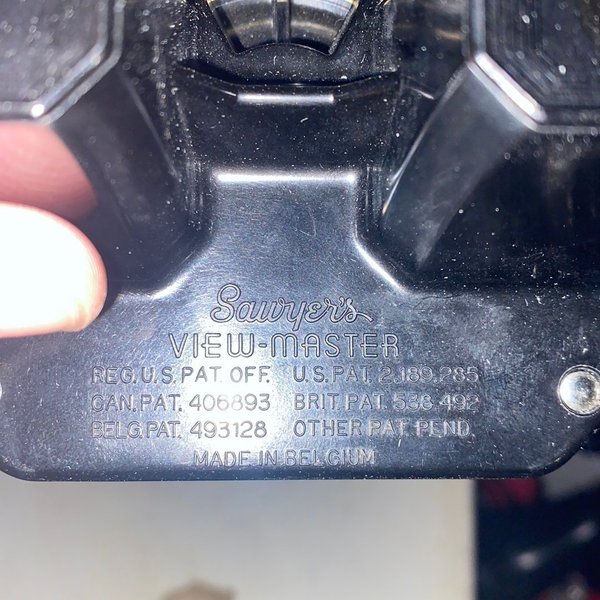 Sawyer's
VIEW-MASTER
REG. U.S. PAT. OFF. U.S. PAT. 2,189,285
CAN. PAT. 406893 BRIT. PAT. 538 492
BELG. PAT. 493128 OTHER PAT. PEND.
MADE IN BELGIUM